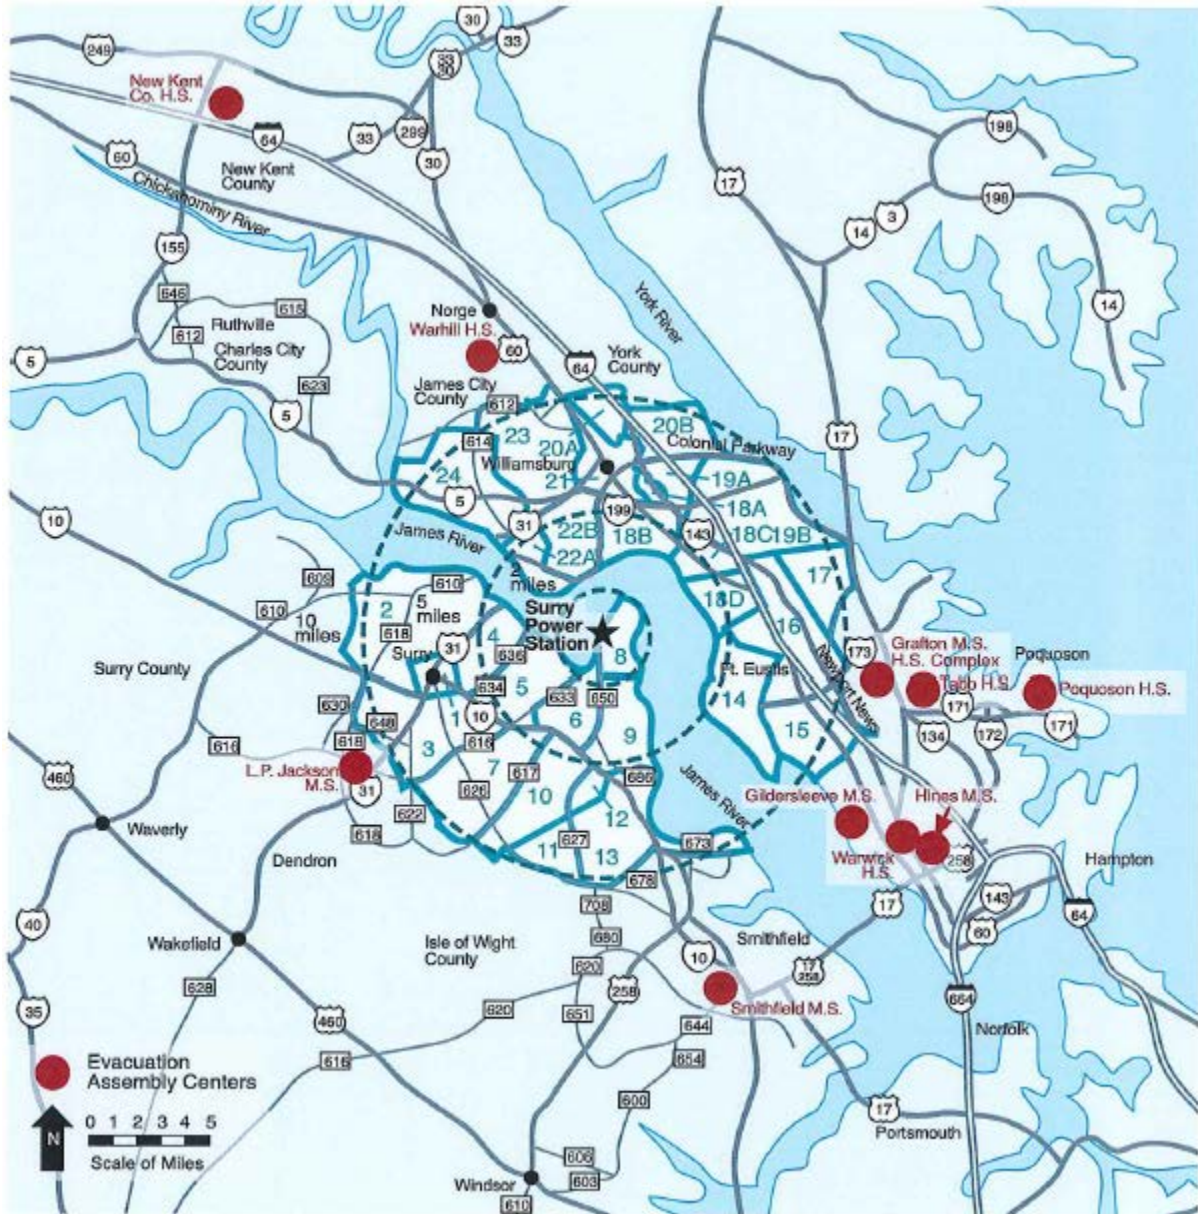 30
33
249
33
30
New Kent
Co. H.S.
198
64
33
299
60
30
New Kent
County
17
198
3
Chickahominy River
14
155
646
615
York River
14
Norge
Ruthville
Warhill H.S.
612
60
York
County
5
Charles City
County
64
623
James City
County
5
612
23
20B
17
614
20A
Colonial Parkway
Williamsburg
24
21
19A
5
199
18A
10
31
22B
18B
143
18C
19B
James River
22A
609
2
miles
17
610
2
5
miles
18D
610
10
miles
618
Surry
Power
Station
16
4
Surry
31
636
8
173
Grafton M.S.
H.S. Complex
Poquoson
Surry County
Ft. Eustis
Newport News
Tabb H.S.
Poquoson H.S.
634
5
633
650
14
630
171
171
648
1
10
6
9
15
134
172
616
618
3
616
L.P. Jackson
M.S.
7
617
686
James River
460
31
626
10
Gildersleeve M.S.
Hines M.S.
622
12
Waverly
618
627
673
Warwick
H.S.
258
Dendron
11
13
Hampton
678
17
143
708
64
40
60
Wakefield
680
Smithfield
Isle of Wight
County
10
620
17
258
628
258
Smithfield M.S.
664
35
620
651
460
644
Norfolk
616
654
Evacuation
Assembly Centers
600
17
N
0 1 2 3 4 5
Portsmouth
Scale of Miles
606
603
Windsor
610